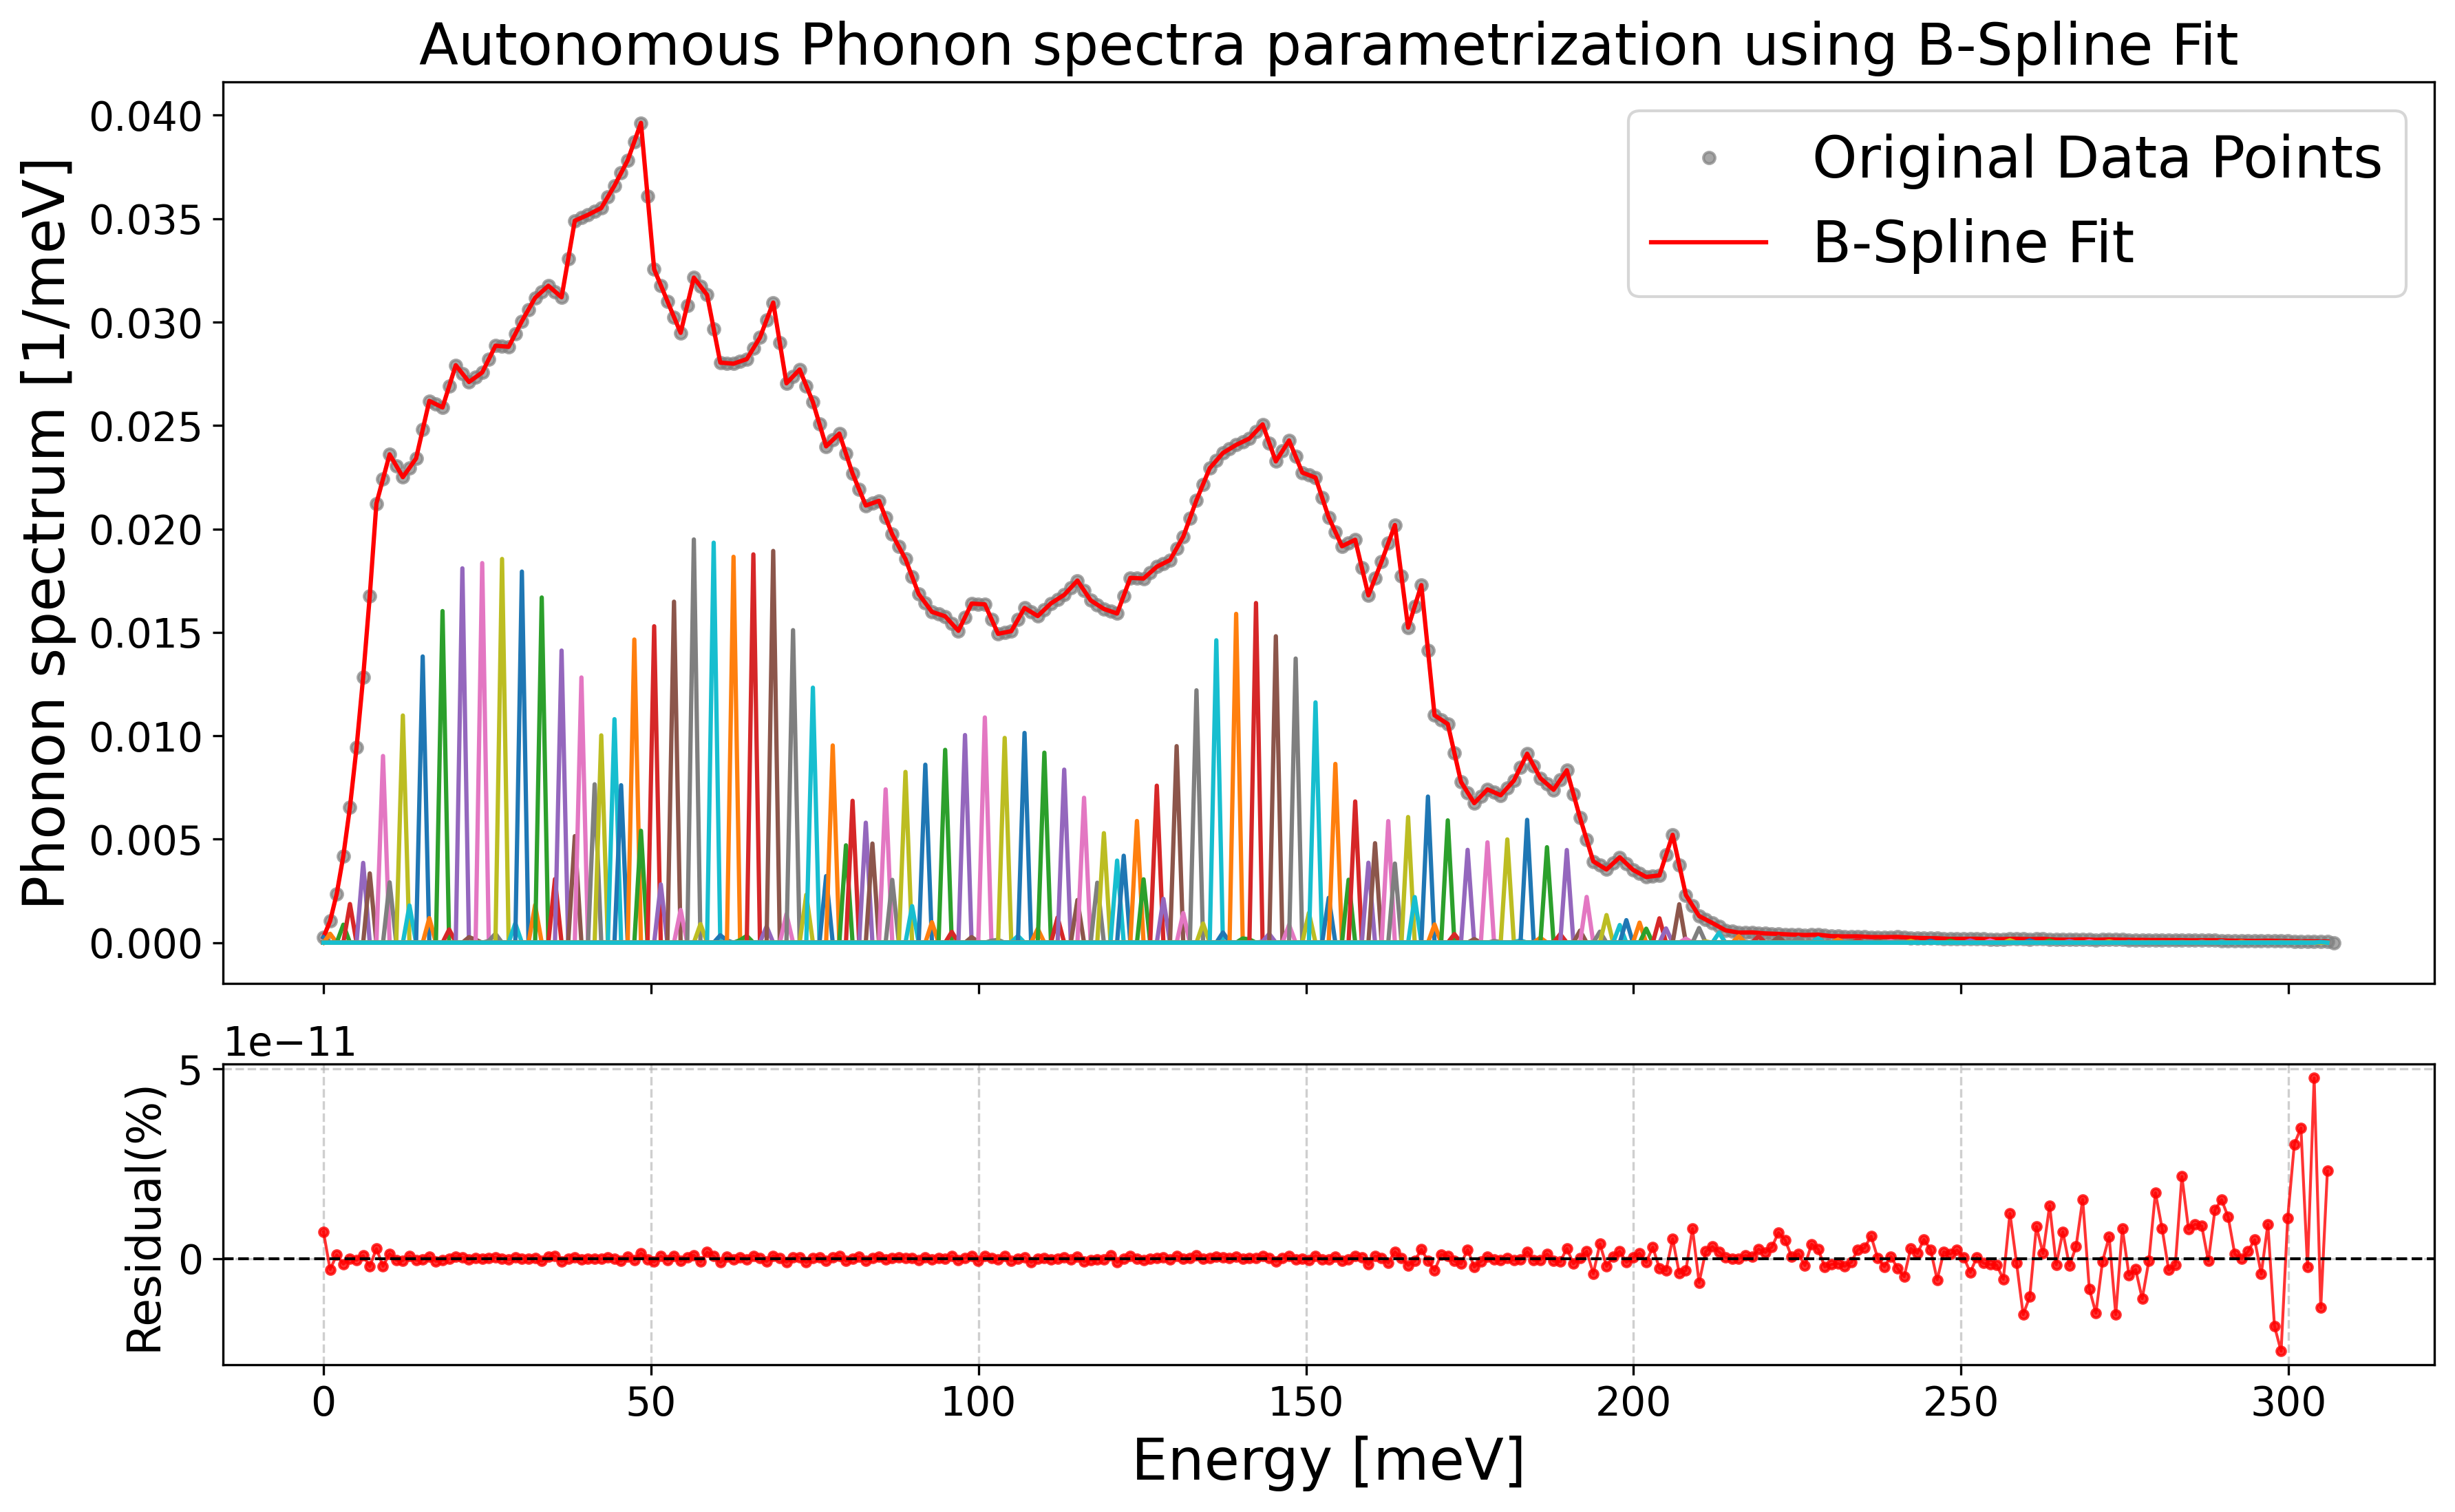 Autonomous Phonon spectra parametrization using B-Spline Fit
Phonon spectrum [1/meV]
0.040
0.035
0.030
0.025
0.020
0.015
0.010
0.005
0.000
Original Data Points
B-Spline Fit
1e−11
Residual(%)
5
0
0 50 100 150 200 250 300
Energy [meV]